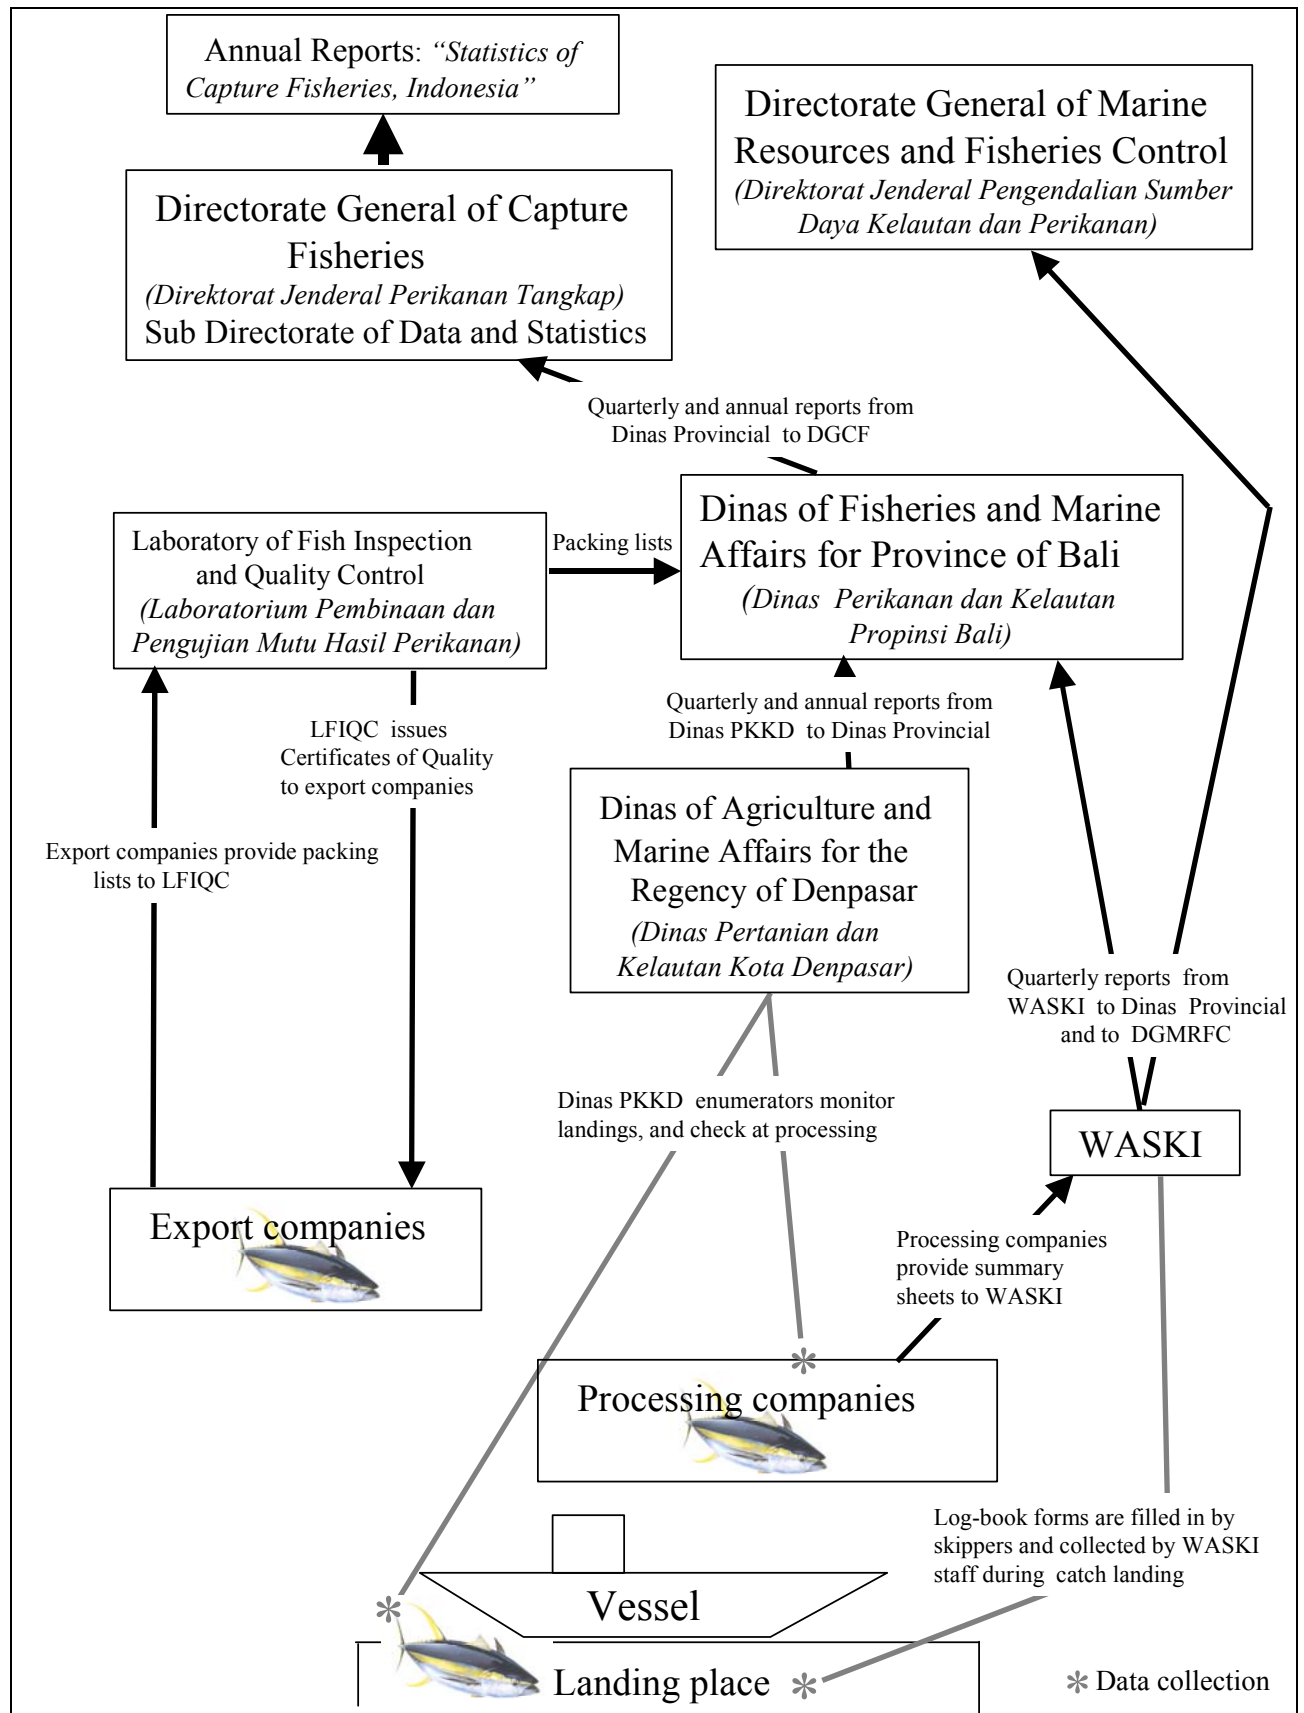 Annual Reports: “Statistics of
Capture Fisheries, Indonesia”
Directorate General of Marine
Resources and Fisheries Control
(Direktorat Jenderal Pengendalian Sumber
Daya Kelautan dan Perikanan)
Directorate General of Capture
Fisheries
(Direktorat Jenderal Perikanan Tangkap)
Sub Directorate of Data and Statistics
Quarterly and annual reports from
Dinas Provincial to DGCF
Laboratory of Fish Inspection
and Quality Control
(Laboratorium Pembinaan dan
Pengujian Mutu Hasil Perikanan)
Packing lists
Dinas of Fisheries and Marine
Affairs for Province of Bali
(Dinas Perikanan dan Kelautan
Propinsi Bali)
LFIQC issues
Certificates of Quality
to export companies
Quarterly and annual reports from
Dinas PKKD to Dinas Provincial
Export companies provide packing
lists to LFIQC
Dinas of Agriculture and
Marine Affairs for the
Regency of Denpasar
(Dinas Pertanian dan
Kelautan Kota Denpasar)
Quarterly reports from
WASKI to Dinas Provincial
and to DGMRFC
Dinas PKKD enumerators monitor
landings, and check at processing
WASKI
Export companies
Processing companies
provide summary
sheets to WASKI
Processing companies
Log-book forms are filled in by
skippers and collected by WASKI
staff during catch landing
Vessel
Landing place *
* Data collection